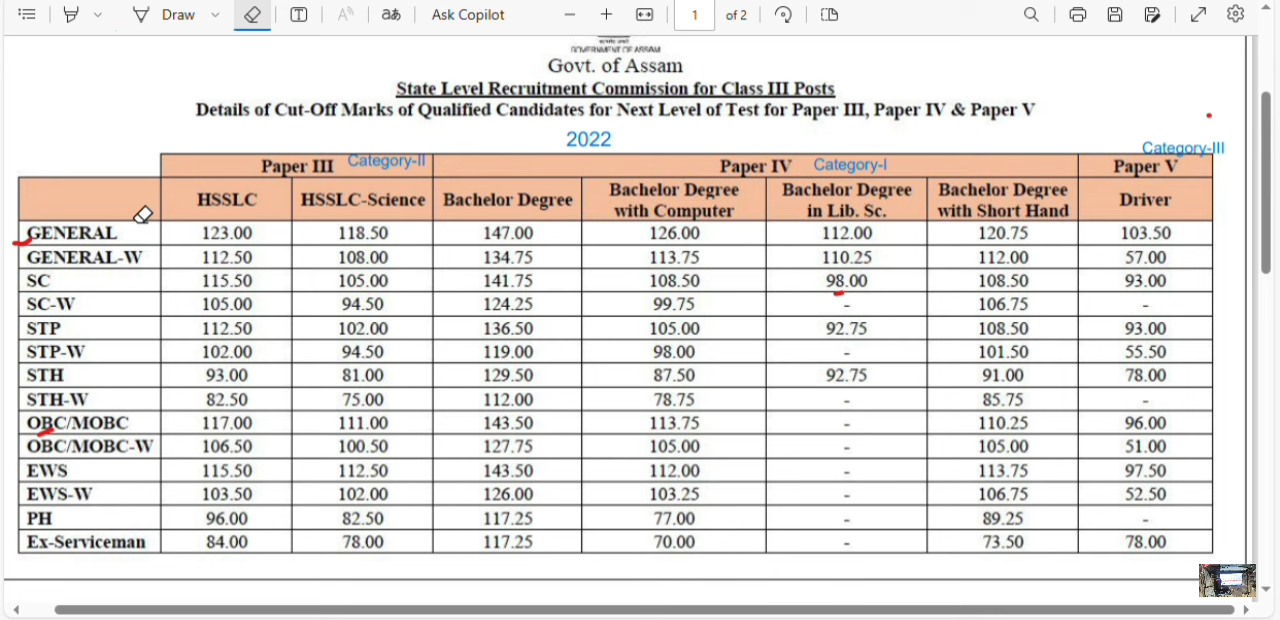 Draw
aあ
Ask Copilot
1 of 2
GOVERNMENT OF ASSAM
Govt. of Assam
State Level Recruitment Commission for Class III Posts
Details of Cut-Off Marks of Qualified Candidates for Next Level of Test for Paper III, Paper IV & Paper V
2022
Category-III
Paper III Category-II Paper IV Category-I Paper V
HSSLC HSSLC-Science Bachelor Degree Bachelor Degree with Computer Bachelor Degree in Lib. Sc. Bachelor Degree with Short Hand Driver
GENERAL 123.00 118.50 147.00 126.00 112.00 120.75 103.50
GENERAL-W 112.50 108.00 134.75 113.75 110.25 112.00 57.00
SC 115.50 105.00 141.75 108.50 98.00 108.50 93.00
SC-W 105.00 94.50 124.25 99.75 - 106.75 -
STP 112.50 102.00 136.50 105.00 92.75 108.50 93.00
STP-W 102.00 94.50 119.00 98.00 - 101.50 55.50
STH 93.00 81.00 129.50 87.50 92.75 91.00 78.00
STH-W 82.50 75.00 112.00 78.75 - 85.75 -
OBC/MOBC 117.00 111.00 143.50 113.75 - 110.25 96.00
OBC/MOBC-W 106.50 100.50 127.75 105.00 - 105.00 51.00
EWS 115.50 112.50 143.50 112.00 - 113.75 97.50
EWS-W 103.50 102.00 126.00 103.25 - 106.75 52.50
PH 96.00 82.50 117.25 77.00 - 89.25 -
Ex-Serviceman 84.00 78.00 117.25 70.00 - 73.50 78.00